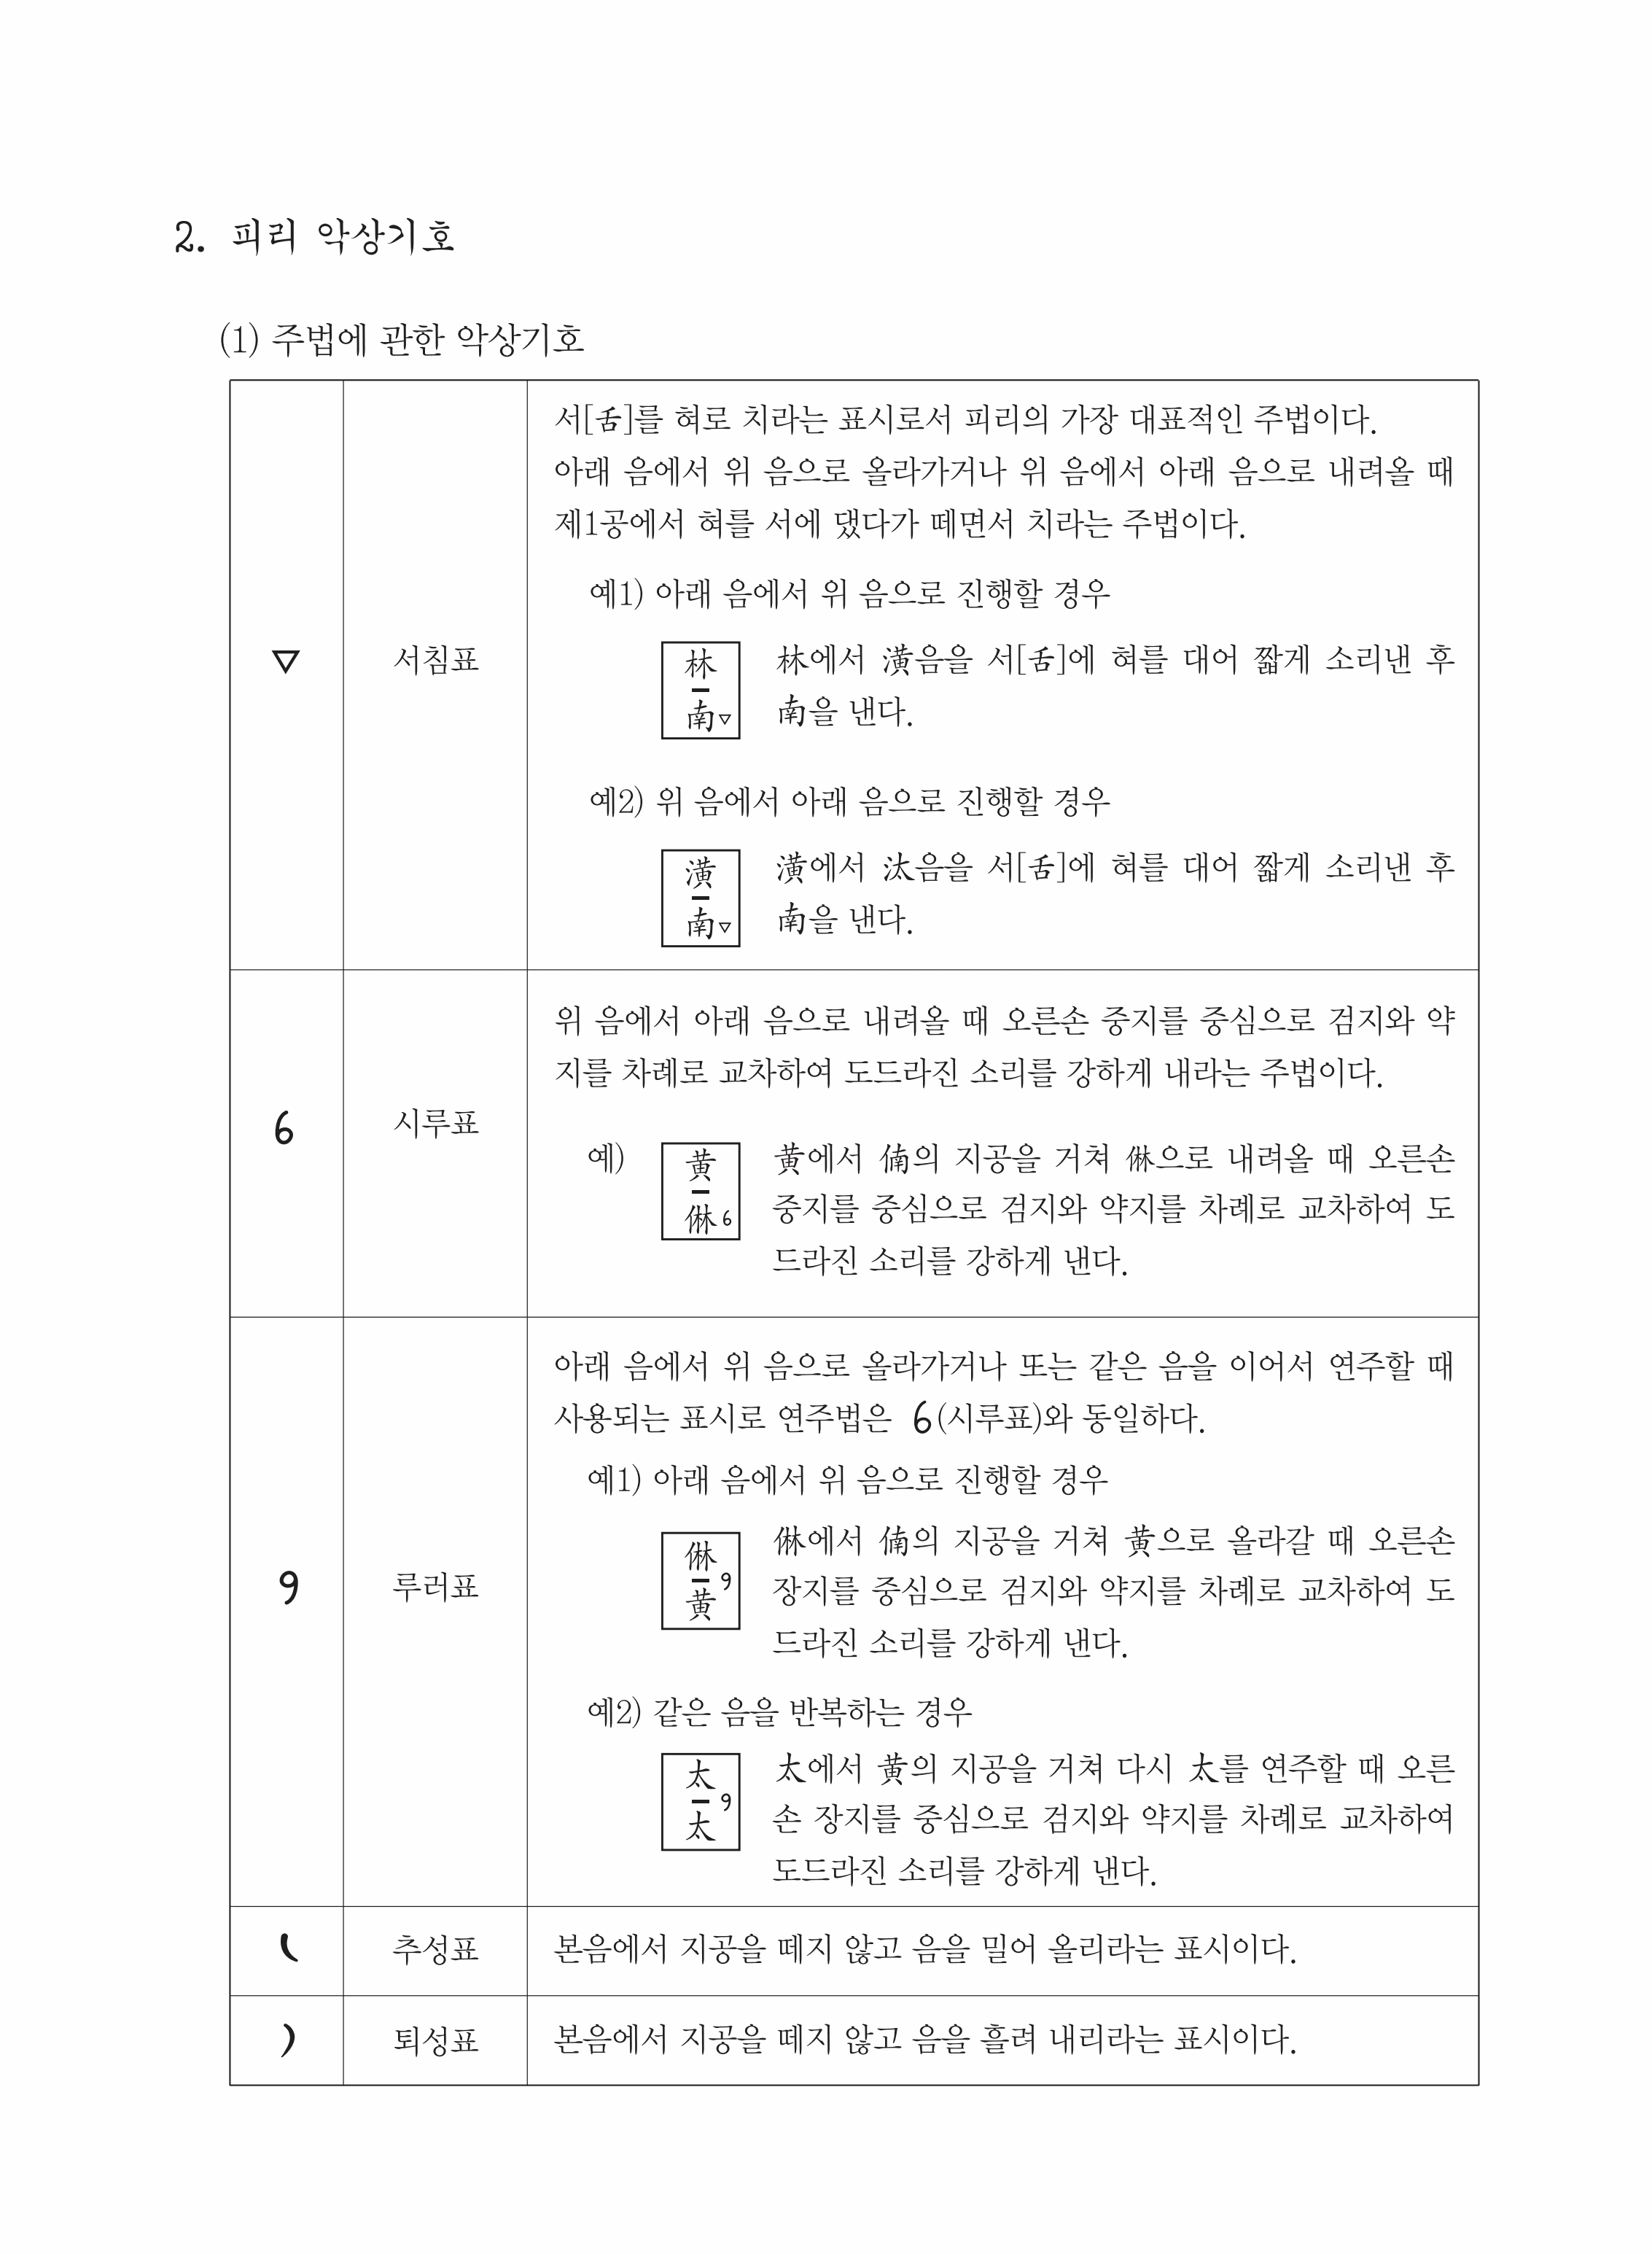 2. 피리 악상기호
(1) 주법에 관한 악상기호
▽
서침표
서[舌]를 혀로 치라는 표시로서 피리의 가장 대표적인 주법이다.
아래 음에서 위 음으로 올라가거나 위 음에서 아래 음으로 내려올 때
제1공에서 혀를 서에 댔다가 떼면서 치라는 주법이다.
예1) 아래 음에서 위 음으로 진행할 경우
林
南▽
林에서 潢음을 서[舌]에 혀를 대어 짧게 소리낸 후
南을 낸다.
예2) 위 음에서 아래 음으로 진행할 경우
潢
南▽
潢에서 汰음을 서[舌]에 혀를 대어 짧게 소리낸 후
南을 낸다.
6
시루표
위 음에서 아래 음으로 내려올 때 오른손 중지를 중심으로 검지와 약
지를 차례로 교차하여 도드라진 소리를 강하게 내라는 주법이다.
예)
黃
㑣6
黃에서 㑲의 지공을 거쳐 㑣으로 내려올 때 오른손
중지를 중심으로 검지와 약지를 차례로 교차하여 도
드라진 소리를 강하게 낸다.
9
루러표
아래 음에서 위 음으로 올라가거나 또는 같은 음을 이어서 연주할 때
사용되는 표시로 연주법은 6(시루표)와 동일하다.
예1) 아래 음에서 위 음으로 진행할 경우
㑣
9
黃
㑣에서 㑲의 지공을 거쳐 黃으로 올라갈 때 오른손
장지를 중심으로 검지와 약지를 차례로 교차하여 도
드라진 소리를 강하게 낸다.
예2) 같은 음을 반복하는 경우
太
9
太
太에서 黃의 지공을 거쳐 다시 太를 연주할 때 오른
손 장지를 중심으로 검지와 약지를 차례로 교차하여
도드라진 소리를 강하게 낸다.
추성표
본음에서 지공을 떼지 않고 음을 밀어 올리라는 표시이다.
퇴성표
본음에서 지공을 떼지 않고 음을 흘려 내리라는 표시이다.